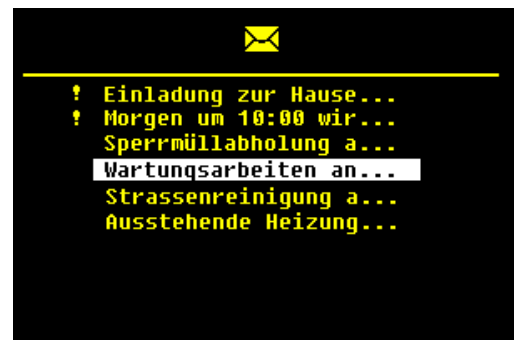 ! Einladung zur Hause...
! Morgen um 10:00 wir...
Sperrmüllabholung a...
Wartungsarbeiten an...
Strassenreinigung a...
Ausstehende Heizung...